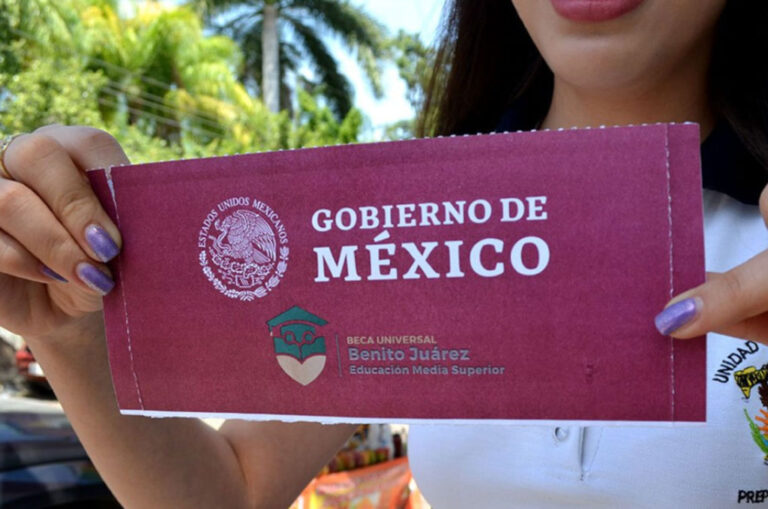 ESTADOS UNIDOS MEXICANOS
GOBIERNO DE
MÉXICO
BECA UNIVERSAL
Benito Juárez
Educación Media Superior
UNIDAD
PREP